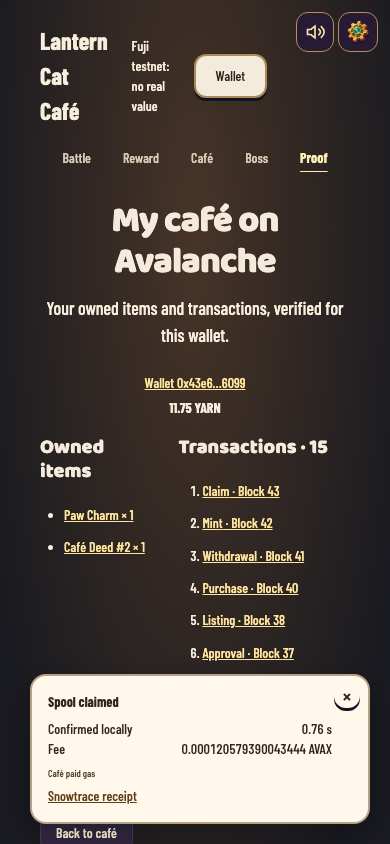 Lantern
Cat
Café
Fuji
testnet:
no real
value
Wallet
Battle Reward Café Boss Proof
My café on
Avalanche
Your owned items and transactions, verified for
this wallet.
Wallet 0x43e6…6099
11.75 YARN
Owned
items
Paw Charm × 1
Café Deed #2 × 1
Transactions · 15
1. Claim · Block 43
2. Mint · Block 42
3. Withdrawal · Block 41
4. Purchase · Block 40
5. Listing · Block 38
6. Approval · Block 37
Spool claimed
×
Confirmed locally 0.76 s
Fee 0.000120579390043444 AVAX
Café paid gas
Snowtrace receipt
Back to café